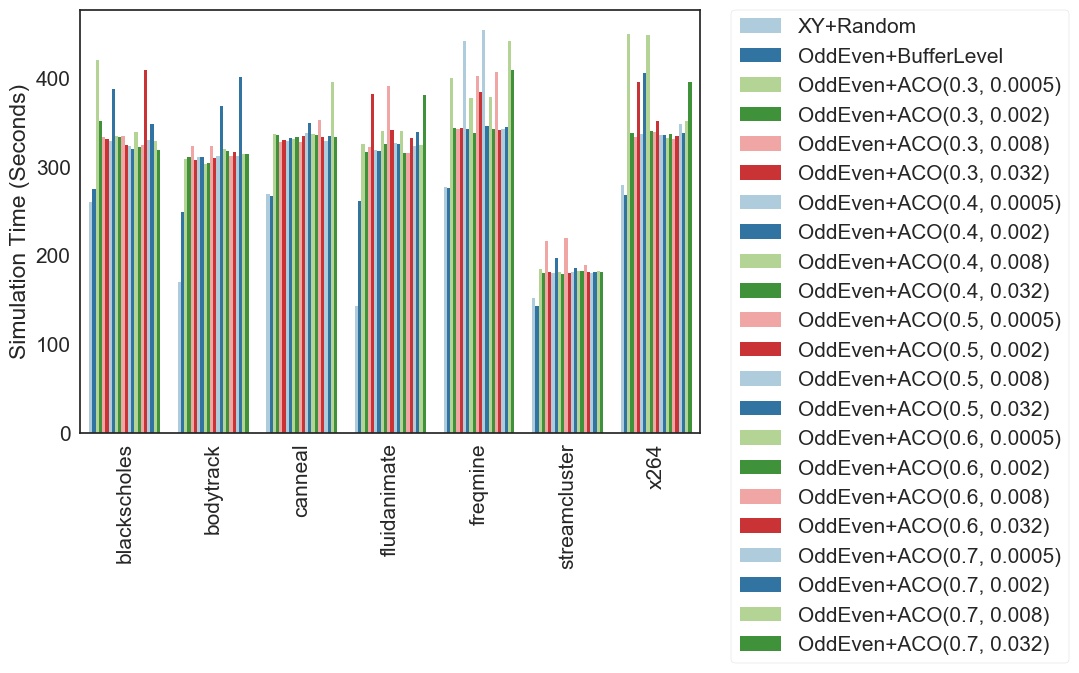 Simulation Time (Seconds)
400
300
200
100
0
blackscholes
bodytrack
canneal
fluidanimate
freqmine
streamcluster
x264
XY+Random
OddEven+BufferLevel
OddEven+ACO(0.3, 0.0005)
OddEven+ACO(0.3, 0.002)
OddEven+ACO(0.3, 0.008)
OddEven+ACO(0.3, 0.032)
OddEven+ACO(0.4, 0.0005)
OddEven+ACO(0.4, 0.002)
OddEven+ACO(0.4, 0.008)
OddEven+ACO(0.4, 0.032)
OddEven+ACO(0.5, 0.0005)
OddEven+ACO(0.5, 0.002)
OddEven+ACO(0.5, 0.008)
OddEven+ACO(0.5, 0.032)
OddEven+ACO(0.6, 0.0005)
OddEven+ACO(0.6, 0.002)
OddEven+ACO(0.6, 0.008)
OddEven+ACO(0.6, 0.032)
OddEven+ACO(0.7, 0.0005)
OddEven+ACO(0.7, 0.002)
OddEven+ACO(0.7, 0.008)
OddEven+ACO(0.7, 0.032)